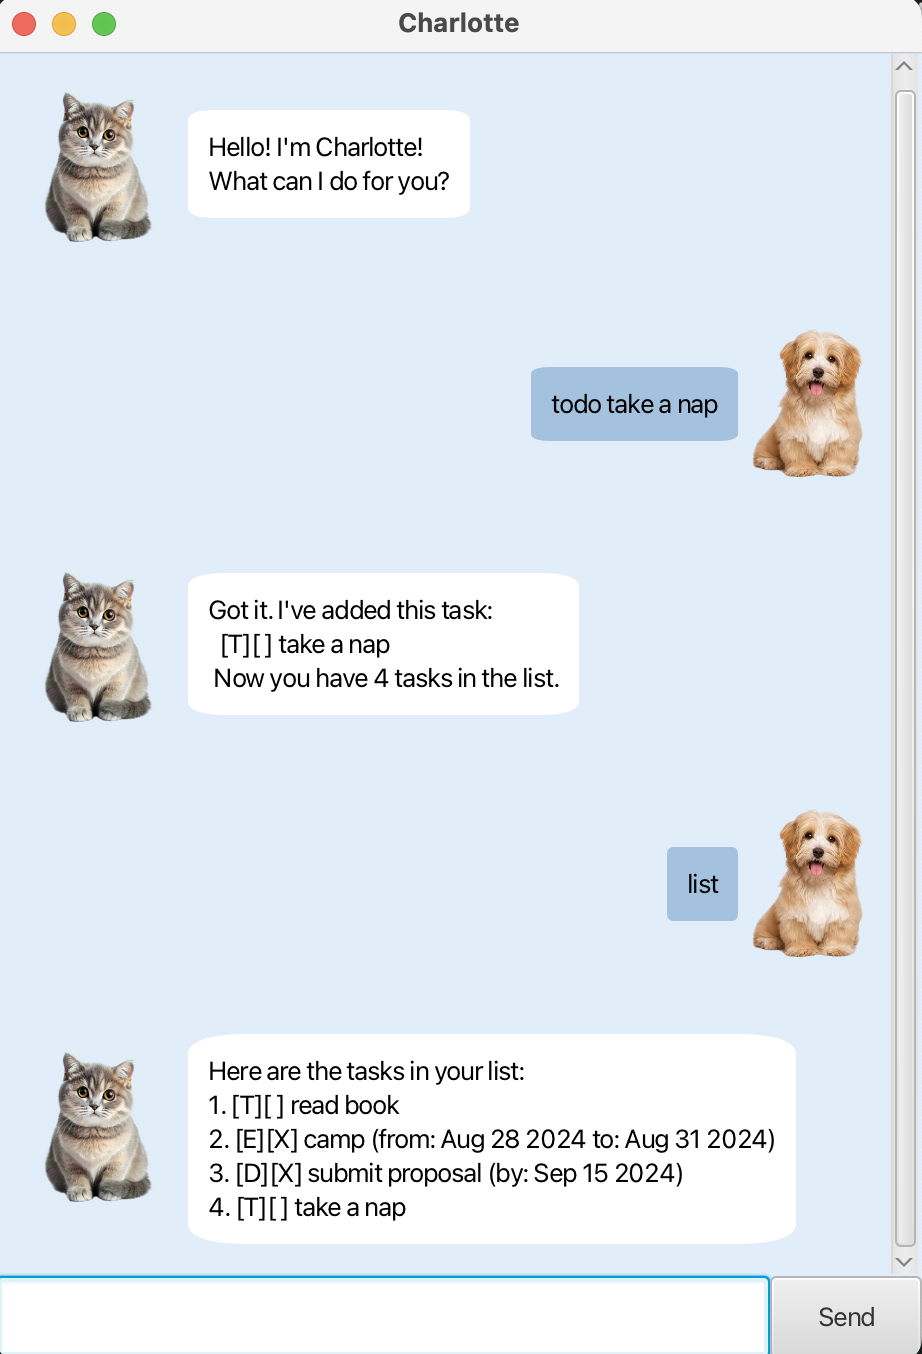 Charlotte
Hello! I'm Charlotte!
What can I do for you?
todo take a nap
Got it. I've added this task:
[T][ ] take a nap
Now you have 4 tasks in the list.
list
Here are the tasks in your list:
1. [T][ ] read book
2. [E][X] camp (from: Aug 28 2024 to: Aug 31 2024)
3. [D][X] submit proposal (by: Sep 15 2024)
4. [T][ ] take a nap
Send